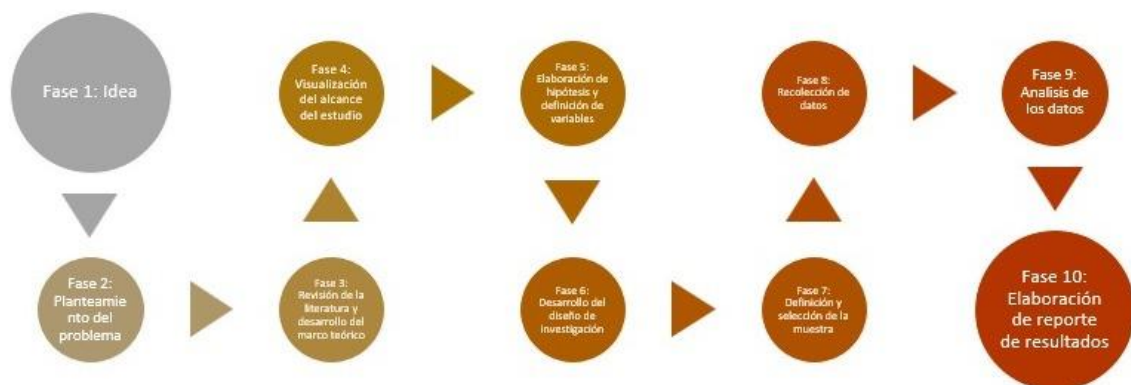 Fase 1: Idea
Fase 2:
Planteamie
nto del
problema
Fase 3:
Revisión de la
literatura y
desarrollo del
marco teórico
Fase 4:
Visualización
del alcance
del estudio
Fase 5:
Elaboración de
hipótesis y
definición de
variables
Fase 6:
Desarrollo del
diseño de
investigación
Fase 7:
Definición y
selección de la
muestra
Fase 8:
Recolección de
datos
Fase 9:
Analisis de
los datos
Fase 10:
Elaboración
de reporte
de resultados